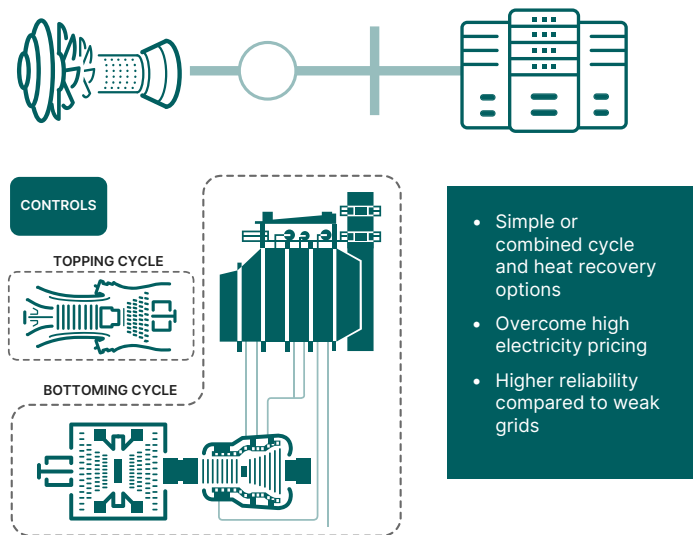 CONTROLS
TOPPING CYCLE
BOTTOMING CYCLE
• Simple or
combined cycle
and heat recovery
options
• Overcome high
electricity pricing
• Higher reliability
compared to weak
grids